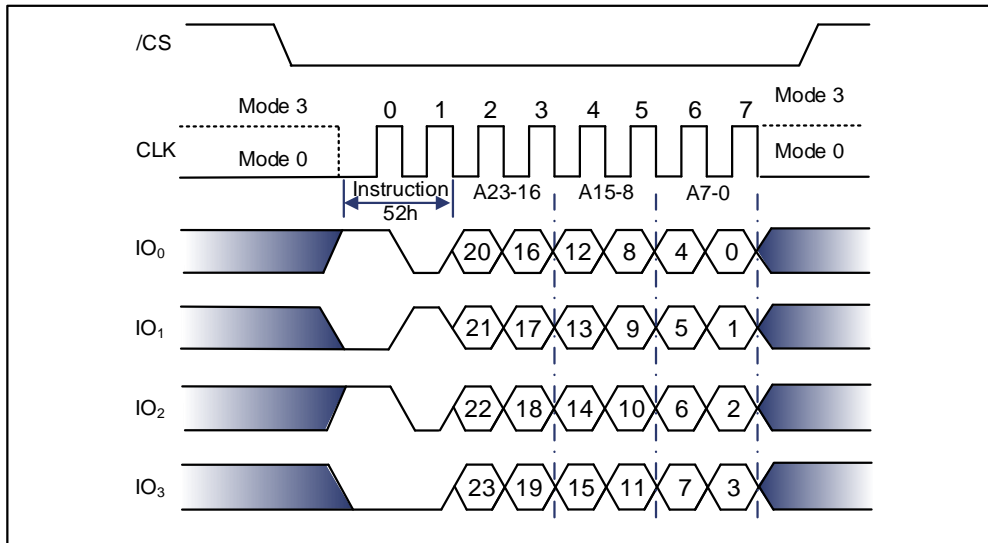 /CS
Mode 3 0 1 2 3 4 5 6 7 Mode 3
CLK Mode 0 Mode 0
Instruction A23-16 A15-8 A7-0
52h
IO0 20 16 12 8 4 0
IO1 21 17 13 9 5 1
IO2 22 18 14 10 6 2
IO3 23 19 15 11 7 3